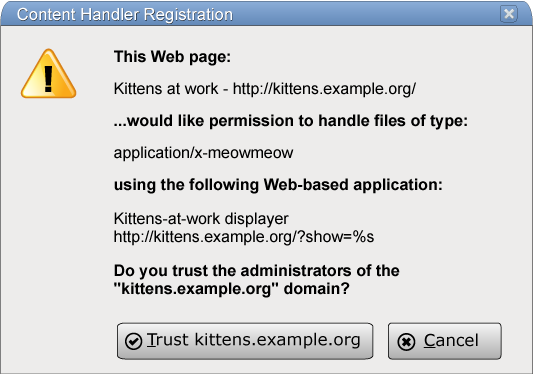 Content Handler Registration
This Web page:
Kittens at work - http://kittens.example.org/
...would like permission to handle files of type:
application/x-meowmeow
using the following Web-based application:
Kittens-at-work displayer
http://kittens.example.org/?show=%s
Do you trust the administrators of the
"kittens.example.org" domain?
Trust kittens.example.org
Cancel